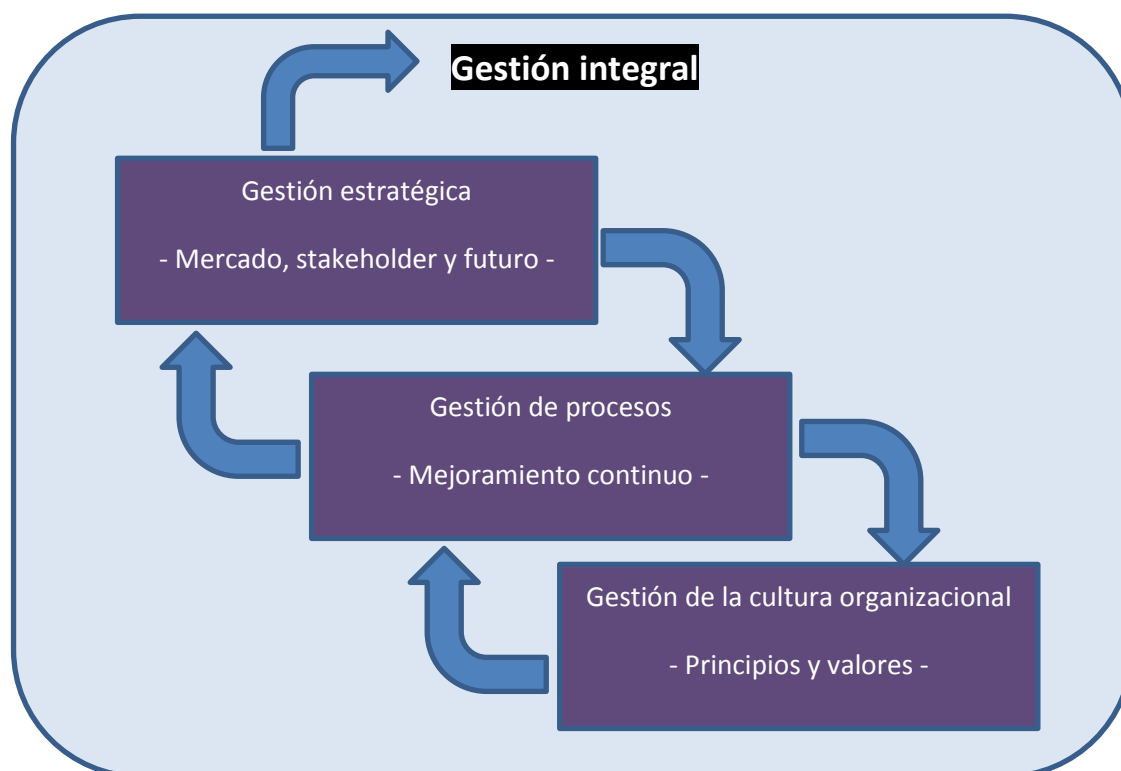 Gestión integral
Gestión estratégica
- Mercado, stakeholder y futuro -
Gestión de procesos
- Mejoramiento continuo -
Gestión de la cultura organizacional
- Principios y valores -